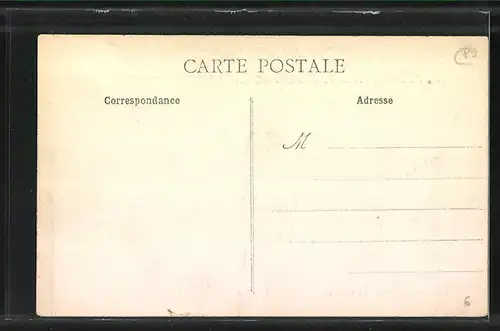 CARTE POSTALE
Correspondance
Adresse
M
6